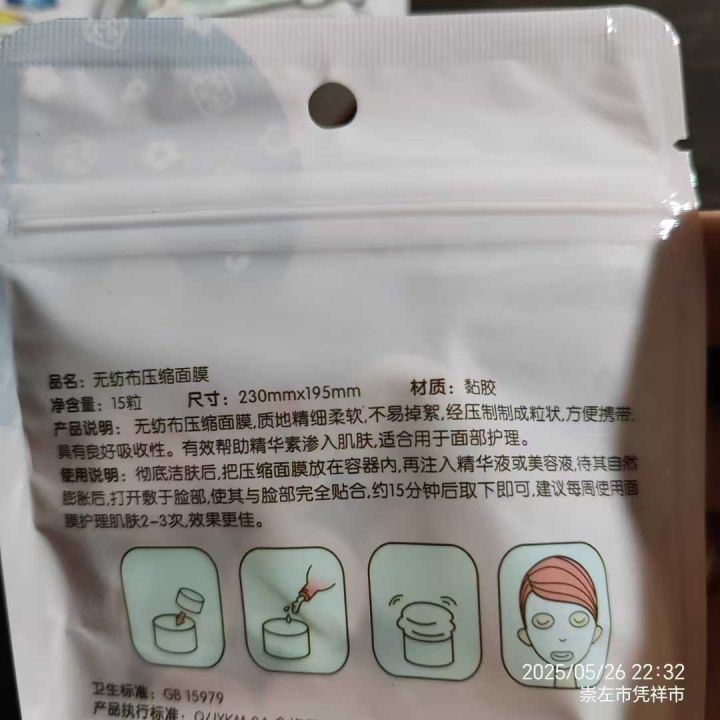 品名：无纺布压缩面膜
净含量：15粒 尺寸：230mmx195mm 材质：黏胶
产品说明：无纺布压缩面膜,质地精细柔软,不易掉絮,经压制制成粒状,方便携带,
具有良好吸收性。有效帮助精华素渗入肌肤,适合用于面部护理。
使用说明：彻底洁肤后,把压缩面膜放在容器内,再注入精华液或美容液,待其自然
膨胀后,打开敷于脸部,使其与脸部完全贴合,约15分钟后取下即可,建议每周使用面
膜护理肌肤2-3次,效果更佳。
2025/05/26 22:32
崇左市凭祥市
卫生标准：GB 15979
产品执行标准：